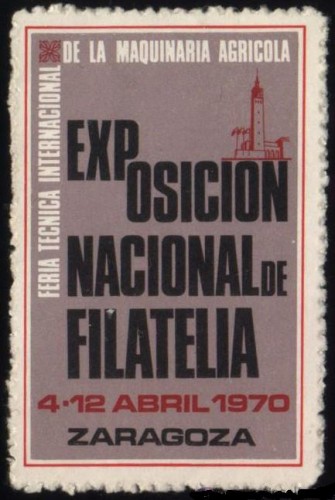 FERIA TECNICA INTERNACIONAL
DE LA MAQUINARIA AGRICOLA
EXPOSICION
NACIONAL DE
FILATELIA
4-12 ABRIL 1970
ZARAGOZA